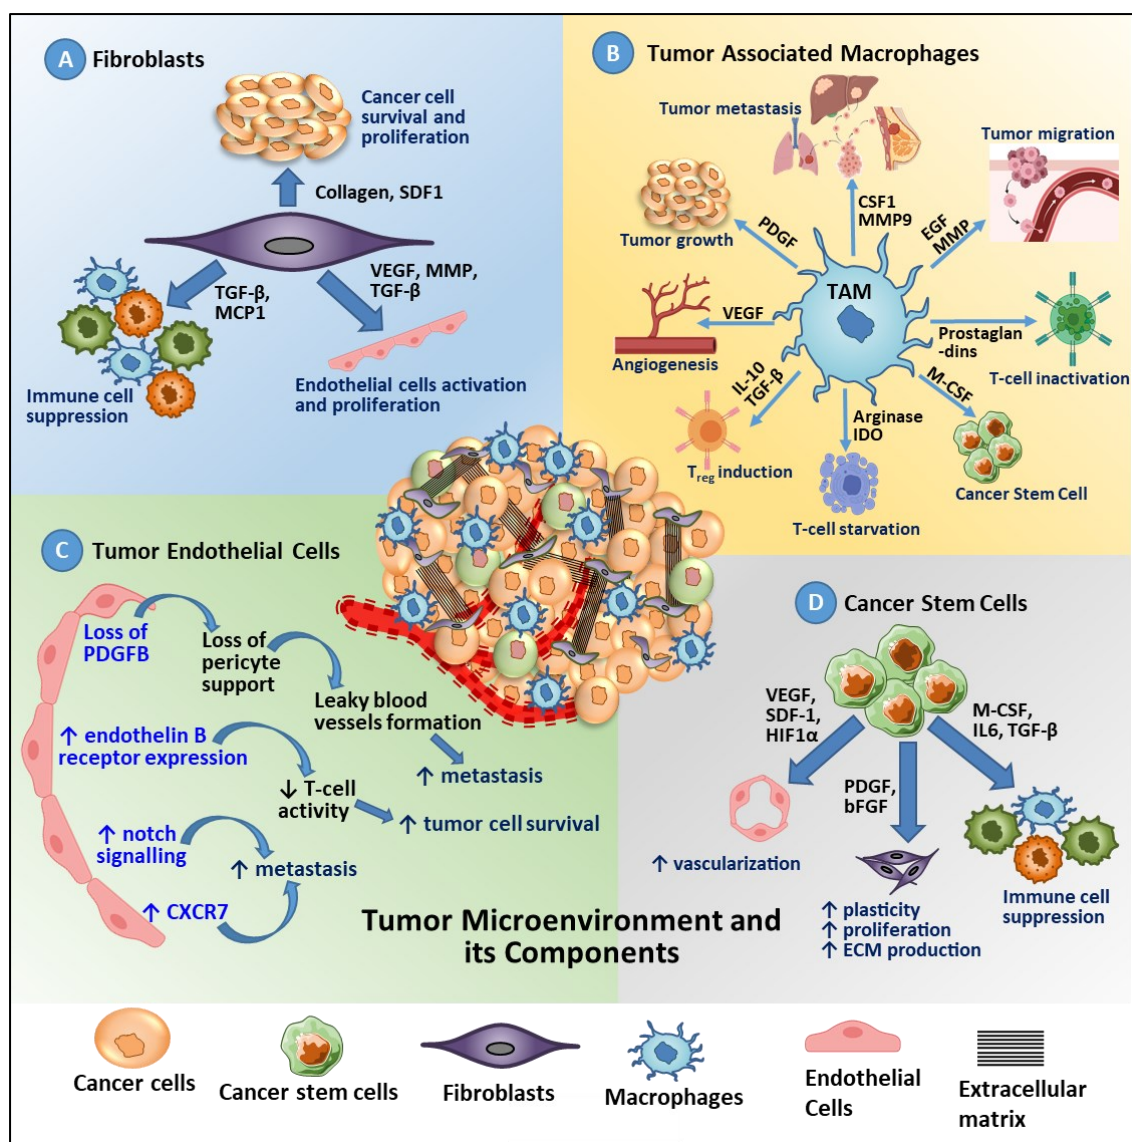 A Fibroblasts
Cancer cell
survival and
proliferation
Collagen, SDF1
TGF-β,
MCP1
VEGF, MMP,
TGF-β
Immune cell
suppression
Endothelial cells activation
and proliferation
B Tumor Associated Macrophages
Tumor metastasis
Tumor migration
Tumor growth
PDGF
CSF1
MMP9
EGF
MMP
TAM
VEGF
Angiogenesis
Prostaglan
-dins
T-cell inactivation
IL-10
TGF-β
Treg induction
Arginase
IDO
T-cell starvation
M-CSF
Cancer Stem Cell
C Tumor Endothelial Cells
Loss of
PDGFB
Loss of
pericyte
support
Leaky blood
vessels formation
↑ metastasis
↑ endothelin B
receptor expression
↓ T-cell
activity
↑ tumor cell survival
↑ notch
signalling
↑ metastasis
↑ CXCR7
D Cancer Stem Cells
VEGF,
SDF-1,
HIF1α
M-CSF,
IL6, TGF-β
PDGF,
bFGF
↑ vascularization
↑ plasticity
↑ proliferation
↑ ECM production
Immune cell
suppression
Tumor Microenvironment and
its Components
Cancer cells
Cancer stem cells
Fibroblasts
Macrophages
Endothelial
Cells
Extracellular
matrix